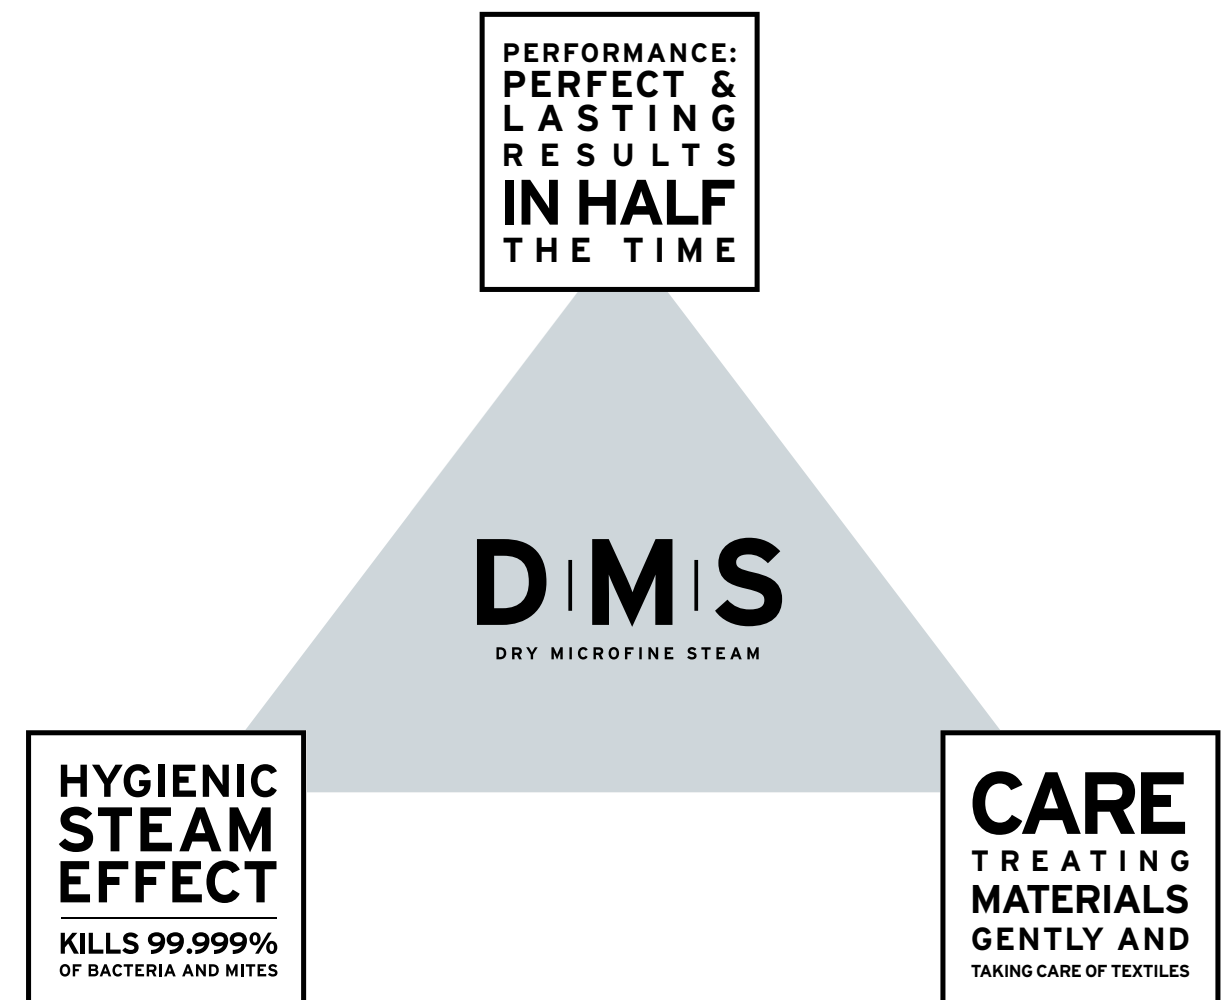 PERFORMANCE:
PERFECT &
LASTING
RESULTS
IN HALF
THE TIME
D|M|S
DRY MICROFINE STEAM
HYGIENIC
STEAM
EFFECT
KILLS 99.999%
OF BACTERIA AND MITES
CARE
TREATING
MATERIALS
GENTLY AND
TAKING CARE OF TEXTILES